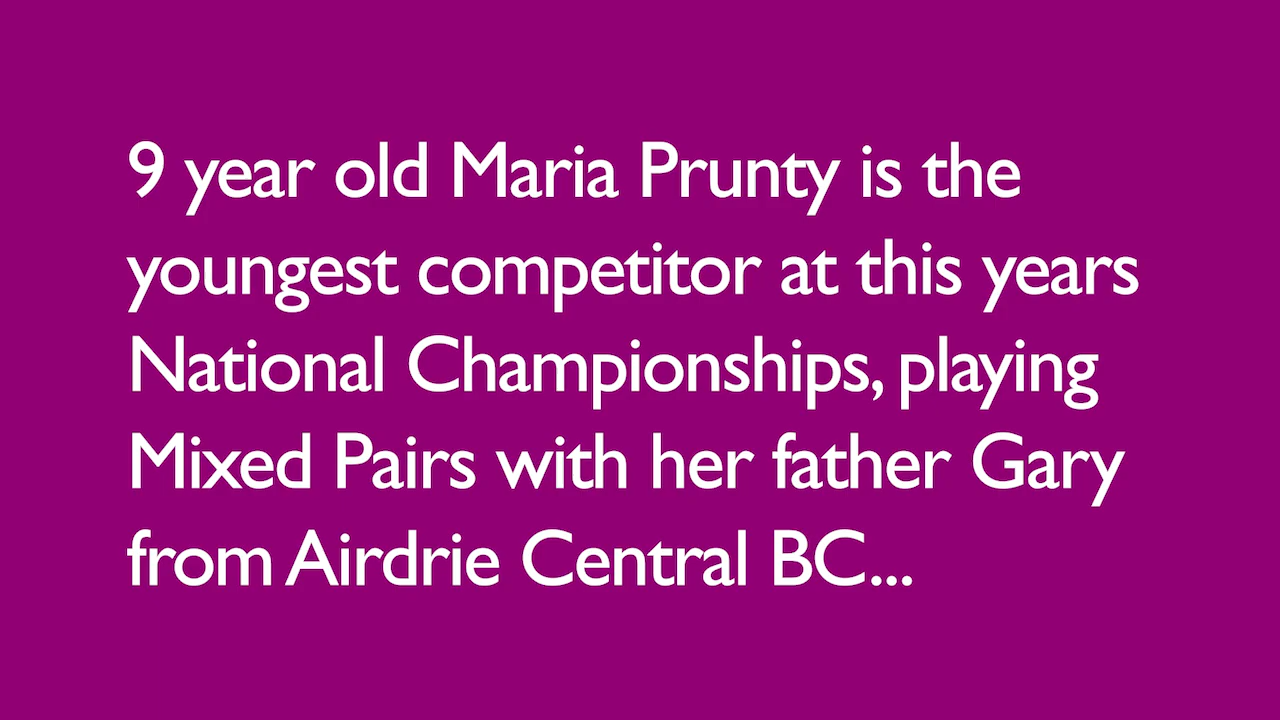 9 year old Maria Prunty is the
youngest competitor at this years
National Championships, playing
Mixed Pairs with her father Gary
from Airdrie Central BC...